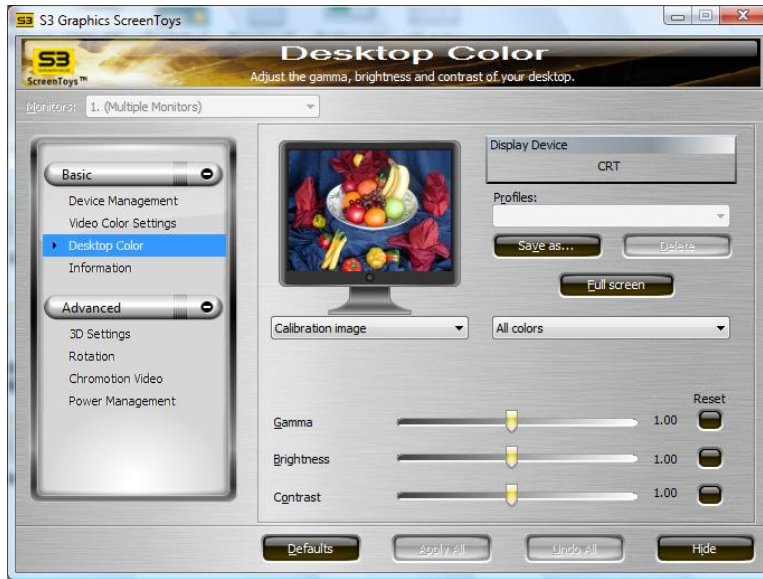 S3 S3 Graphics ScreenToys
S3
ScreenToys™
Desktop Color
Adjust the gamma, brightness and contrast of your desktop.
Monitors: 1. (Multiple Monitors)
Basic
Device Management
Video Color Settings
Desktop Color
Information
Advanced
3D Settings
Rotation
Chromotion Video
Power Management
Display Device
CRT
Profiles:
Save as... Delete
Full screen
Calibration image All colors
Reset
Gamma 1.00
Brightness 1.00
Contrast 1.00
Defaults Apply All Undo All Hide